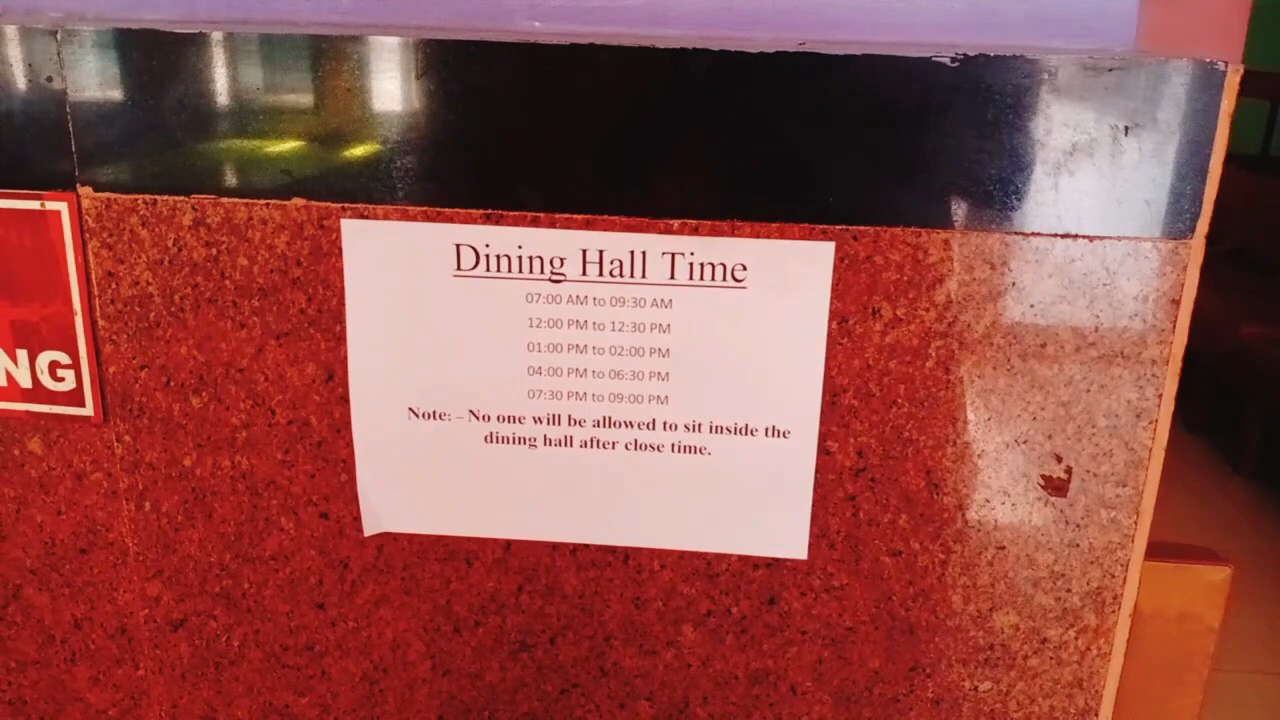 Dining Hall Time
07:00 AM to 09:30 AM
12:00 PM to 12:30 PM
01:00 PM to 02:00 PM
04:00 PM to 06:30 PM
07:30 PM to 09:00 PM
Note: – No one will be allowed to sit inside the
dining hall after close time.
NG